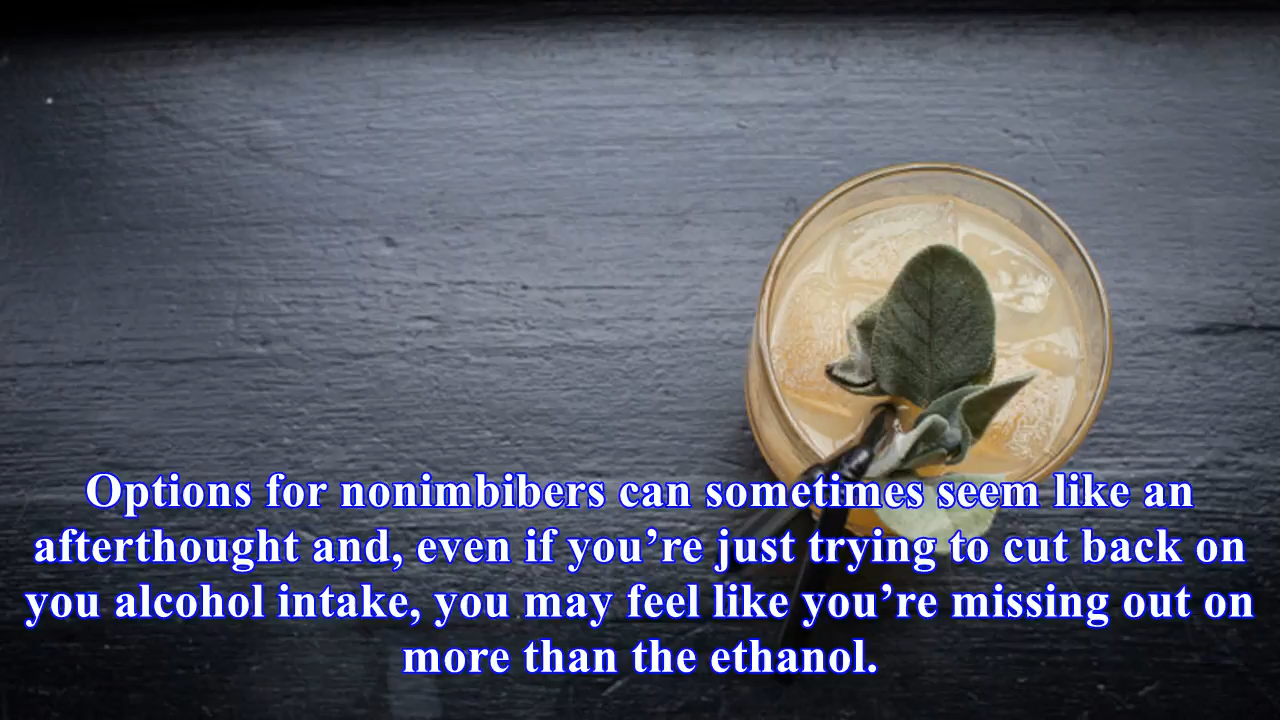 Options for nonimbibers can sometimes seem like an
afterthought and, even if you’re just trying to cut back on
you alcohol intake, you may feel like you’re missing out on
more than the ethanol.